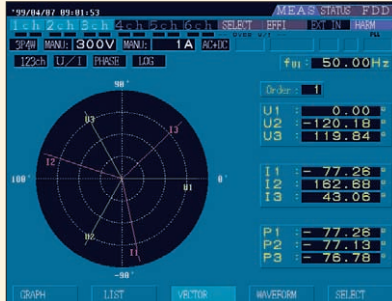 '99/04/07 09:01:53 MEAS STATUS FDD
1ch 2ch 3ch 4ch 5ch 6ch SELECT EFFI EXT IN HARM
3P4W MANU: 300V MANU: 1A AC+DC
123ch U/I PHASE LOG
fU1: 50.00Hz
Order: 1
U1 : 0.00 °
U2 : -120.18 °
U3 : 119.84 °
I1 : - 77.26 °
I2 : 162.68 °
I3 : 43.06 °
P1 : - 77.26 °
P2 : - 77.13 °
P3 : - 76.78 °
90°
U3
I3
I2
180°
0°
U1
U2
I1
-90°
GRAPH LIST VECTOR WAVEFORM SELECT